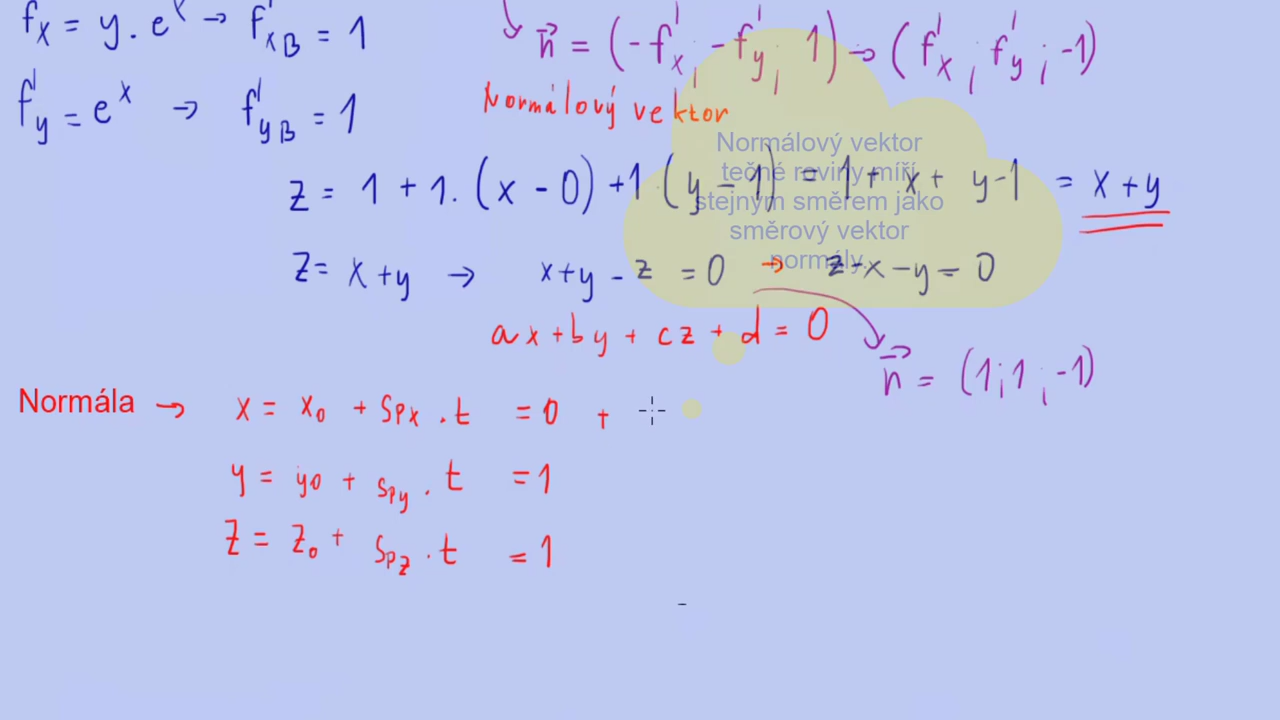 f'x = y . e^x → f'xB = 1
n⃗ = (-f'x ; -f'y ; 1) → (f'x ; f'y ; -1)
f'y = e^x → f'yB = 1
Normálový vektor
Normálový vektor
tečné roviny míří
stejným směrem jako
směrový vektor
normály.
z = 1 + 1. (x - 0) + 1 (y - 1) = 1 + x + y - 1 = x + y
z = x + y → x + y - z = 0 → z - x - y = 0
ax + by + cz + d = 0
n⃗ = (1 ; 1 ; -1)
Normála → x = x0 + spx . t = 0 +
y = y0 + spy . t = 1
z = z0 + spz . t = 1